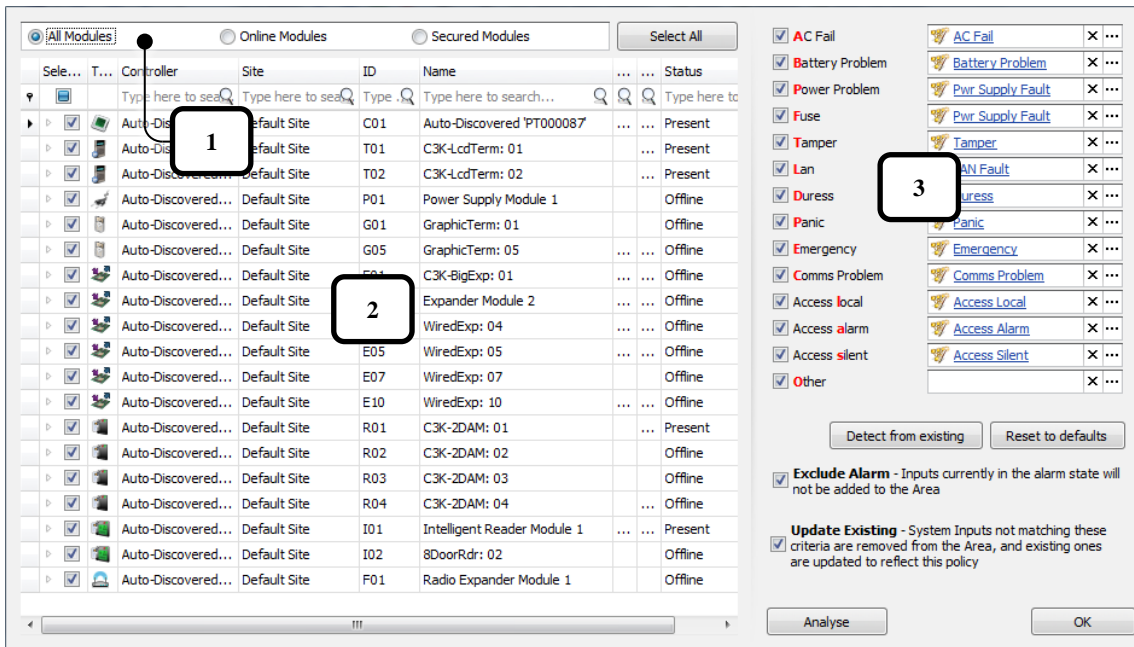 All Modules Online Modules Secured Modules Select All
Sele... T... Controller Site ID Name ... ... Status
Type here to sea Type here to sea Type . Type here to search... Type here to
Auto-Dis efault Site C01 Auto-Discovered 'PT000087' ... ... Present
Auto-Dis efault Site T01 C3K-LcdTerm: 01 ... Present
Auto-Discovered... Default Site T02 C3K-LcdTerm: 02 ... Present
Auto-Discovered... Default Site P01 Power Supply Module 1 Offline
Auto-Discovered... Default Site G01 GraphicTerm: 01 Offline
Auto-Discovered... Default Site G05 GraphicTerm: 05 ... ... Offline
Auto-Discovered... Default Site E01 C3K-BigExp: 01 ... ... Offline
Auto-Discovered... Default Site Expander Module 2 ... ... Offline
Auto-Discovered... Default Site WiredExp: 04 ... ... Offline
Auto-Discovered... Default Site E05 WiredExp: 05 ... ... Offline
Auto-Discovered... Default Site E07 WiredExp: 07 Offline
Auto-Discovered... Default Site E10 WiredExp: 10 ... ... Offline
Auto-Discovered... Default Site R01 C3K-2DAM: 01 ... Present
Auto-Discovered... Default Site R02 C3K-2DAM: 02 Offline
Auto-Discovered... Default Site R03 C3K-2DAM: 03 Offline
Auto-Discovered... Default Site R04 C3K-2DAM: 04 ... Offline
Auto-Discovered... Default Site I01 Intelligent Reader Module 1 ... ... Present
Auto-Discovered... Default Site I02 8DoorRdr: 02 Offline
Auto-Discovered... Default Site F01 Radio Expander Module 1 Offline
1
2
AC Fail AC Fail ...
Battery Problem Battery Problem ...
Power Problem Pwr Supply Fault ...
Fuse Pwr Supply Fault ...
Tamper Tamper ...
Lan AN Fault ...
Duress uress ...
Panic Panic ...
Emergency Emergency ...
Comms Problem Comms Problem ...
Access local Access Local ...
Access alarm Access Alarm ...
Access silent Access Silent ...
Other ...
3
Detect from existing Reset to defaults
Exclude Alarm - Inputs currently in the alarm state will
not be added to the Area
Update Existing - System Inputs not matching these
criteria are removed from the Area, and existing ones
are updated to reflect this policy
Analyse OK